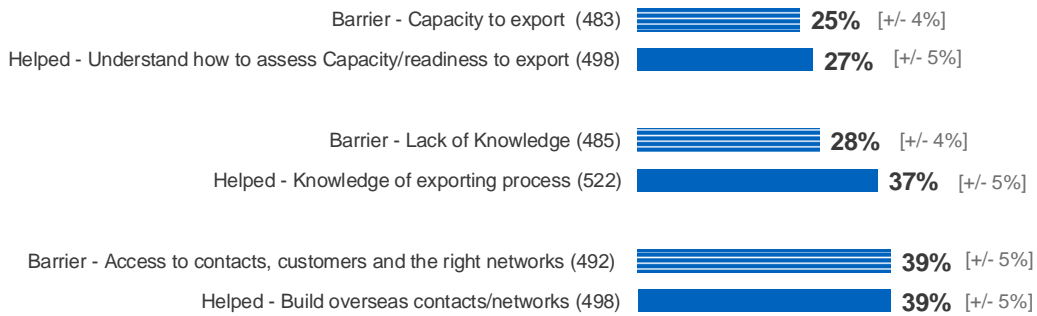 Barrier - Capacity to export (483) 25% [+/- 4%]
Helped - Understand how to assess Capacity/readiness to export (498) 27% [+/- 5%]
Barrier - Lack of Knowledge (485) 28% [+/- 4%]
Helped - Knowledge of exporting process (522) 37% [+/- 5%]
Barrier - Access to contacts, customers and the right networks (492) 39% [+/- 5%]
Helped - Build overseas contacts/networks (498) 39% [+/- 5%]